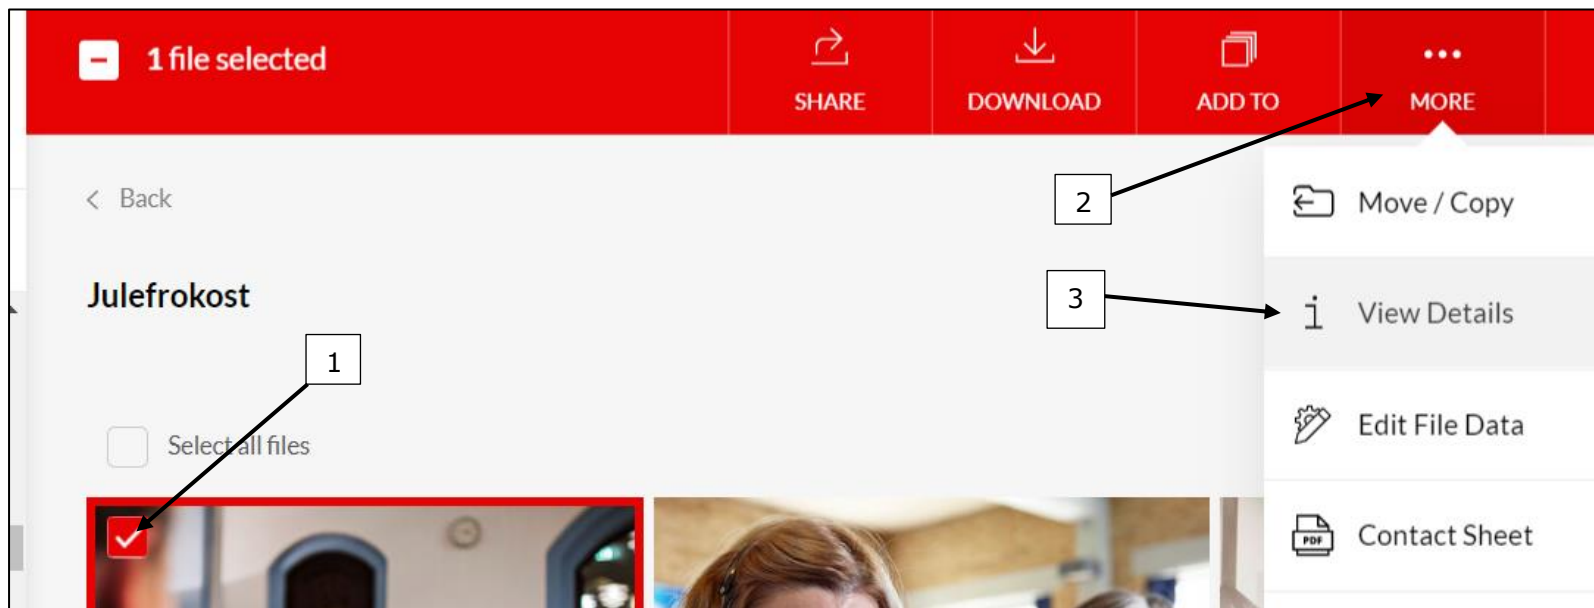 1 file selected
SHARE
DOWNLOAD
ADD TO
MORE
Back
2
Move / Copy
Julefrokost
3
View Details
1
Select all files
Edit File Data
PDF
Contact Sheet